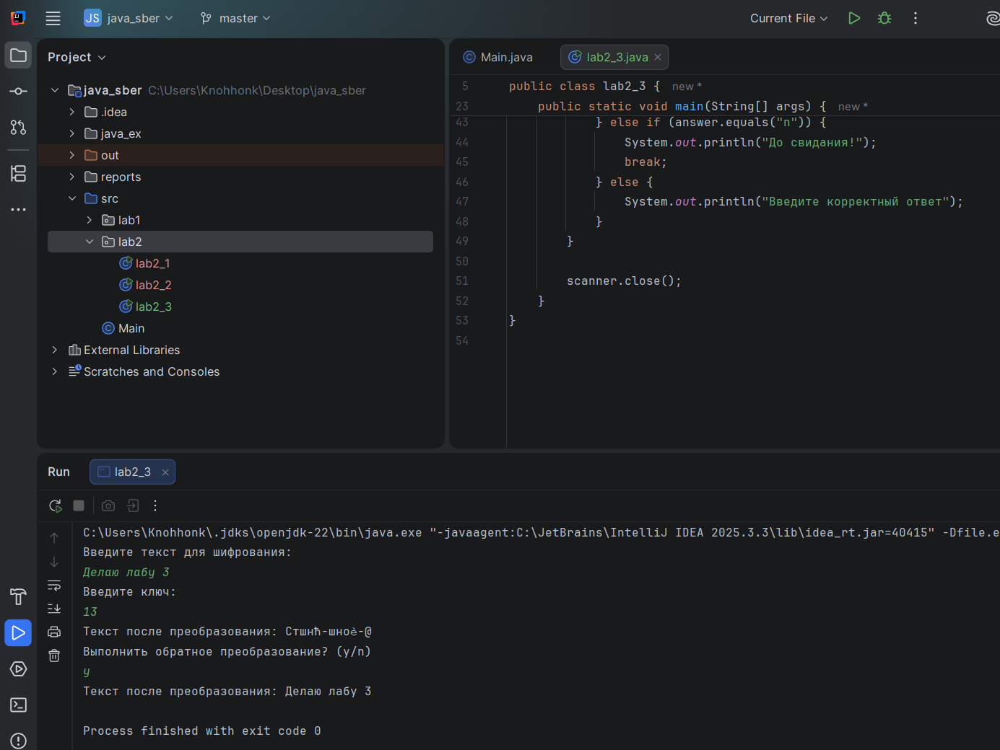 JS java_sber master Current File
Project
java_sber C:\Users\Knohhonk\Desktop\java_sber
.idea
java_ex
out
reports
src
lab1
lab2
lab2_1
lab2_2
lab2_3
Main
External Libraries
Scratches and Consoles
Main.java lab2_3.java
5 public class lab2_3 { new *
23 public static void main(String[] args) { new *
43 } else if (answer.equals("n")) {
44 System.out.println("До свидания!");
45 break;
46 } else {
47 System.out.println("Введите корректный ответ");
48 }
49 }
50
51 scanner.close();
52 }
53 }
54
Run lab2_3
C:\Users\Knohhonk\.jdks\openjdk-22\bin\java.exe "-javaagent:C:\JetBrains\IntelliJ IDEA 2025.3.3\lib\idea_rt.jar=40415" -Dfile.e
Введите текст для шифрования:
Делаю лабу 3
Введите ключ:
13
Текст после преобразования: Стшнћ-шноѐ-@
Выполнить обратное преобразование? (y/n)
y
Текст после преобразования: Делаю лабу 3
Process finished with exit code 0